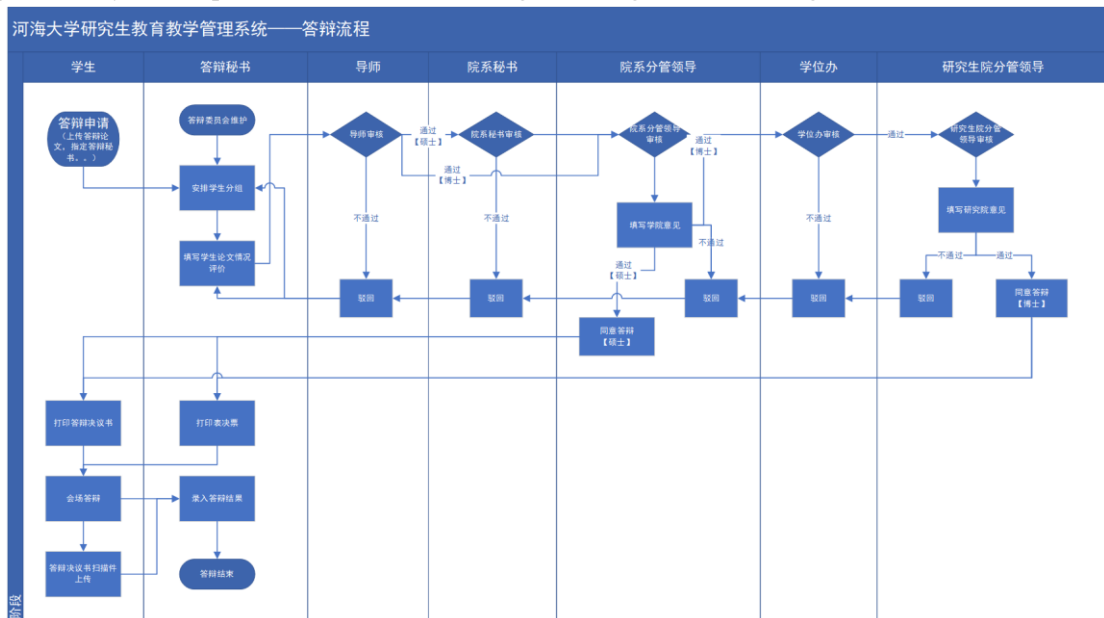 河海大学研究生教育教学管理系统——答辩流程
学生
答辩秘书
导师
院系秘书
院系分管领导
学位办
研究生院分管领导
答辩申请
（上传答辩论
文，指定答辩秘
书。。）
答辩委员会维护
导师审核
通过
【硕士】
院系秘书审核
院系分管领导
审核
通过
【博士】
学位办审核
通过
研究生院分管
领导审核
通过
【博士】
安排学生分组
不通过
不通过
填写学院意见
不通过
不通过
填写研究院意见
填写学生论文情况
评价
通过
【硕士】
不通过
通过
驳回
驳回
驳回
驳回
驳回
同意答辩
【博士】
同意答辩
【硕士】
打印答辩决议书
打印表决票
会场答辩
录入答辩结果
答辩决议书扫描件
上传
答辩结束
阶段